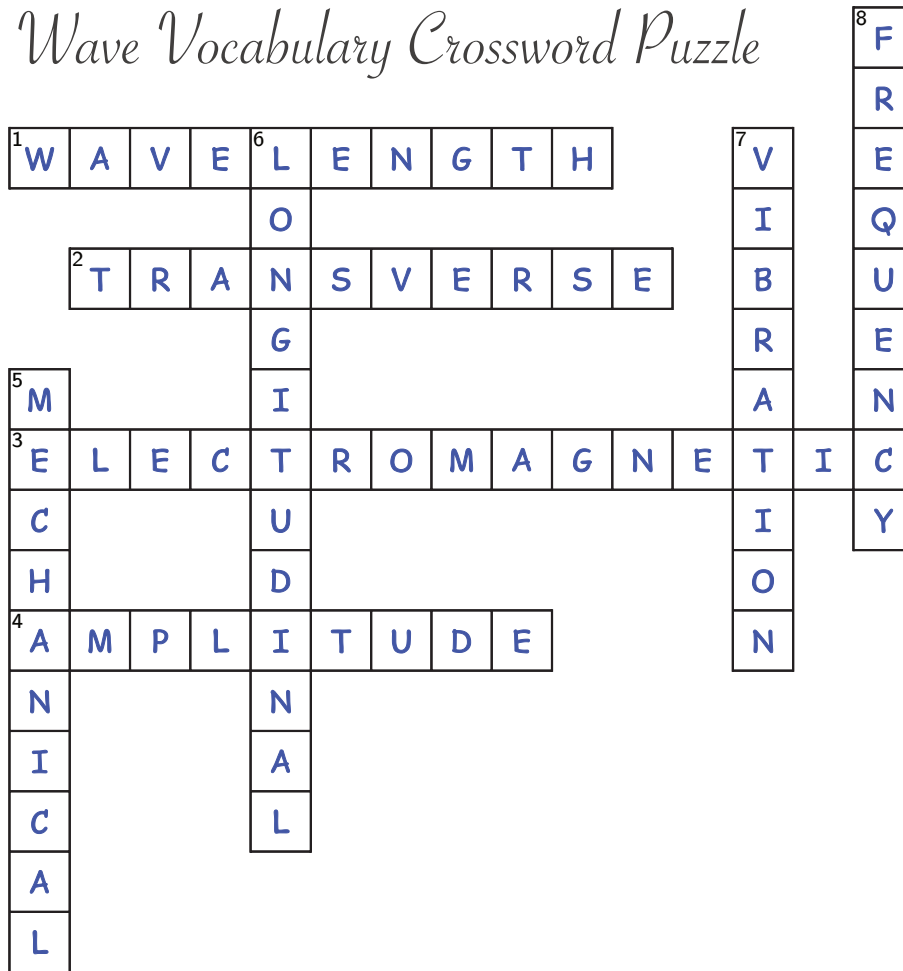 Wave Vocabulary Crossword Puzzle
8 F
R
1 W A V E 6 L E N G T H 7 V E
O I Q
2 T R A N S V E R S E B U
G R E
5 M I A N
3 E L E C T R O M A G N E T I C
C U I Y
H D O
4 A M P L I T U D E N
N N
I A
C L
A
L